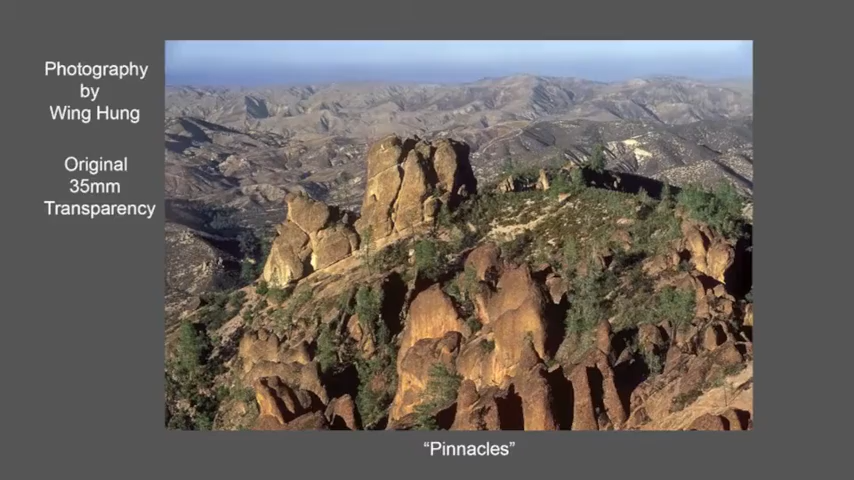 Photography
by
Wing Hung
Original
35mm
Transparency
“Pinnacles”